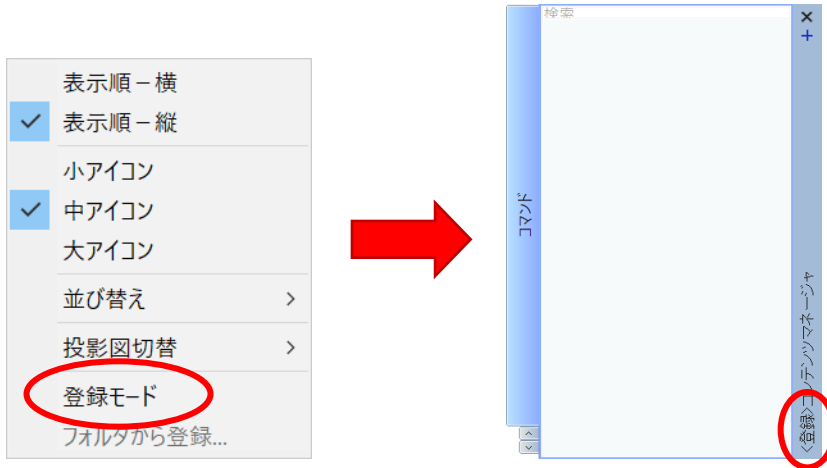 表示順－横
表示順－縦
小アイコン
中アイコン
大アイコン
並び替え
投影図切替
登録モード
フォルダから登録...
検索
コマンド
<登録>コンテンツマネージャ